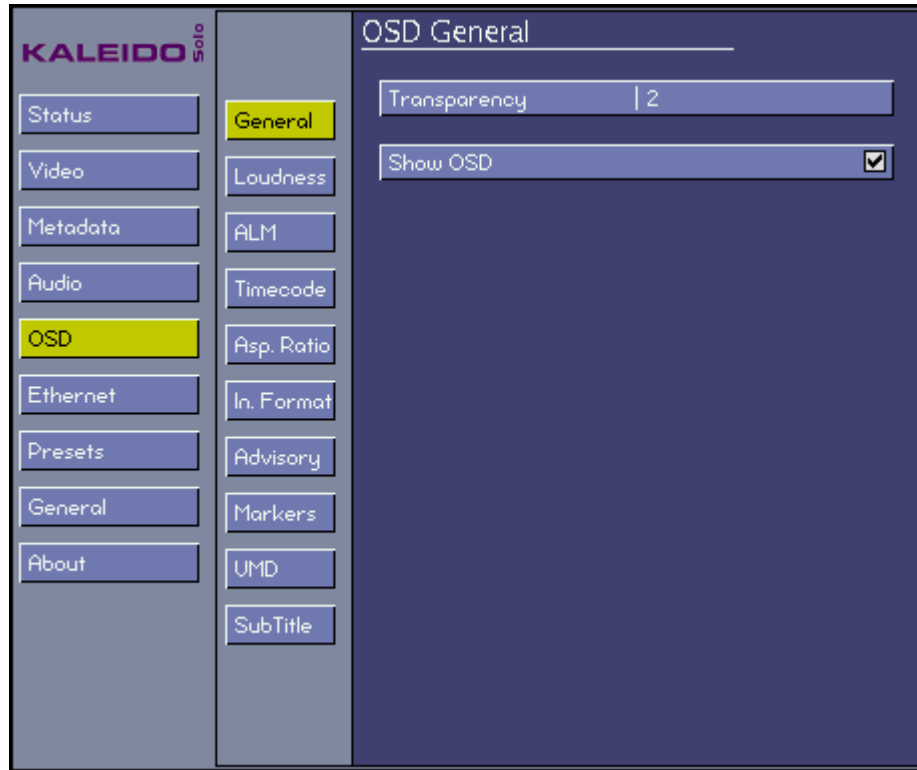 KALEIDO Solo
Status
Video
Metadata
Audio
OSD
Ethernet
Presets
General
About
General
Loudness
ALM
Timecode
Asp. Ratio
In. Format
Advisory
Markers
UMD
SubTitle
OSD General
Transparency 2
Show OSD